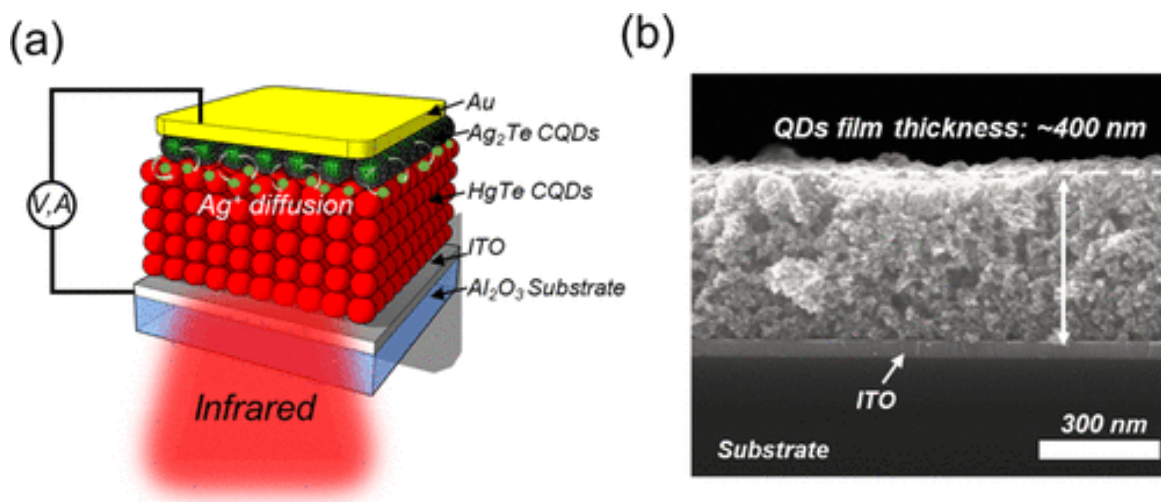 (a)
Au
Ag₂Te CQDs
HgTe CQDs
Ag⁺ diffusion
V,A
ITO
Al₂O₃ Substrate
Infrared
(b)
QDs film thickness: ~400 nm
ITO
300 nm
Substrate